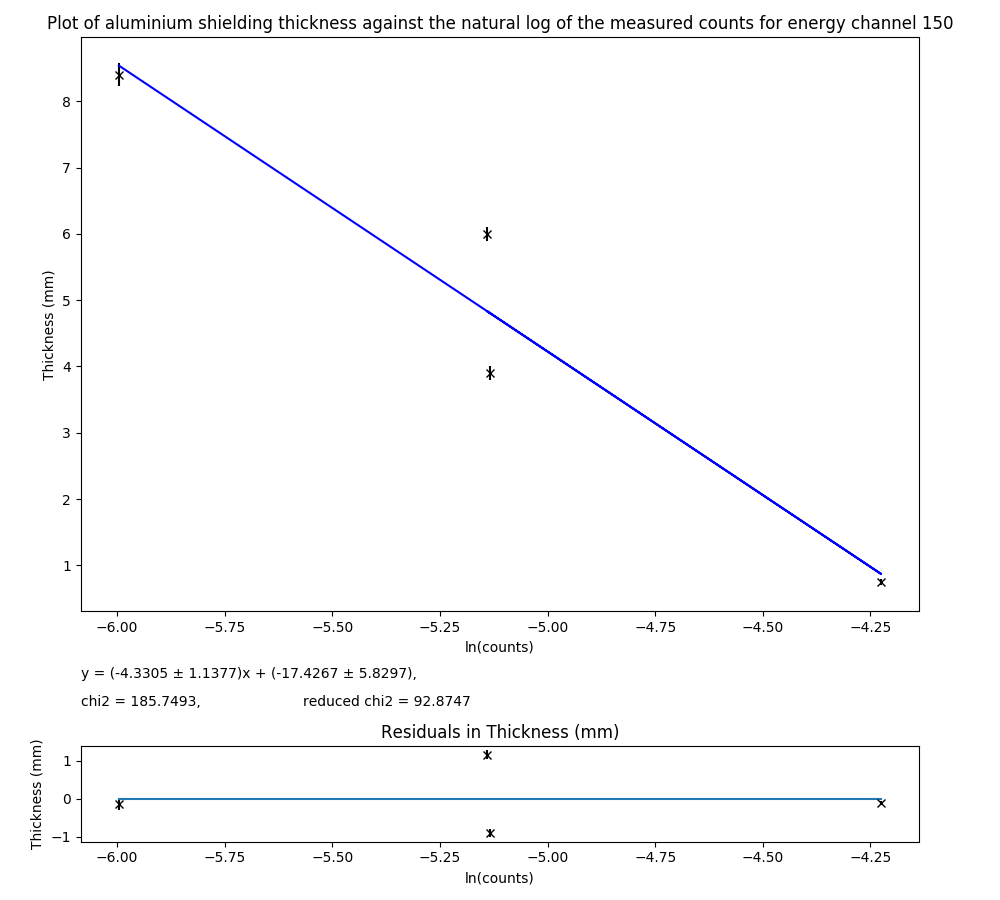 Plot of aluminium shielding thickness against the natural log of the measured counts for energy channel 150
8
7
6
5
4
3
2
1
Thickness (mm)
−6.00 −5.75 −5.50 −5.25 −5.00 −4.75 −4.50 −4.25
ln(counts)
y = (-4.3305 ± 1.1377)x + (-17.4267 ± 5.8297),
chi2 = 185.7493, reduced chi2 = 92.8747
Residuals in Thickness (mm)
1
0
−1
Thickness (mm)
−6.00 −5.75 −5.50 −5.25 −5.00 −4.75 −4.50 −4.25
ln(counts)